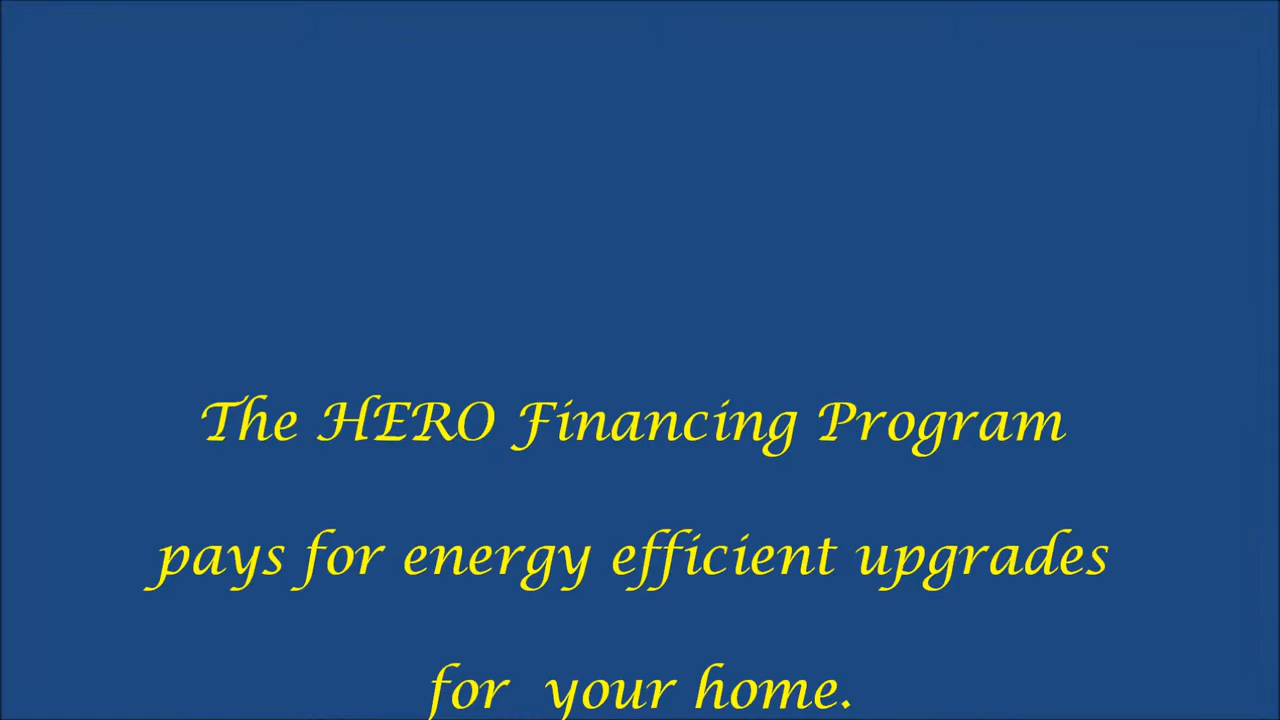 The HERO Financing Program
pays for energy efficient upgrades
for your home.